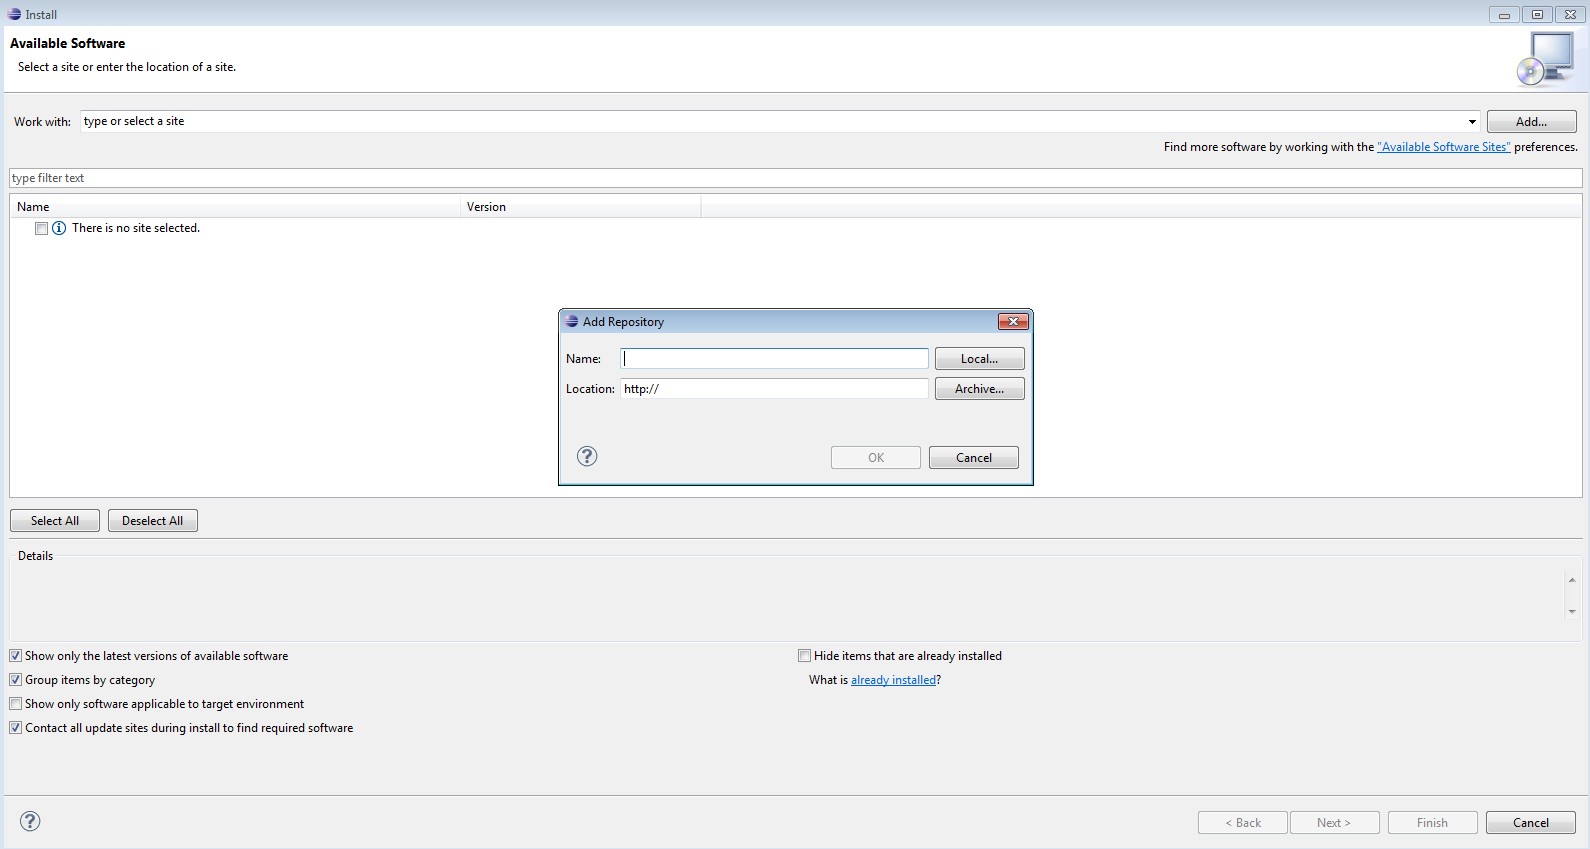 Install
Available Software
Select a site or enter the location of a site.
Work with: type or select a site Add...
Find more software by working with the "Available Software Sites" preferences.
type filter text
Name Version
There is no site selected.
Add Repository
Name: Local...
Location: http:// Archive...
OK Cancel
Select All Deselect All
Details
Show only the latest versions of available software Hide items that are already installed
Group items by category What is already installed?
Show only software applicable to target environment
Contact all update sites during install to find required software
< Back Next > Finish Cancel